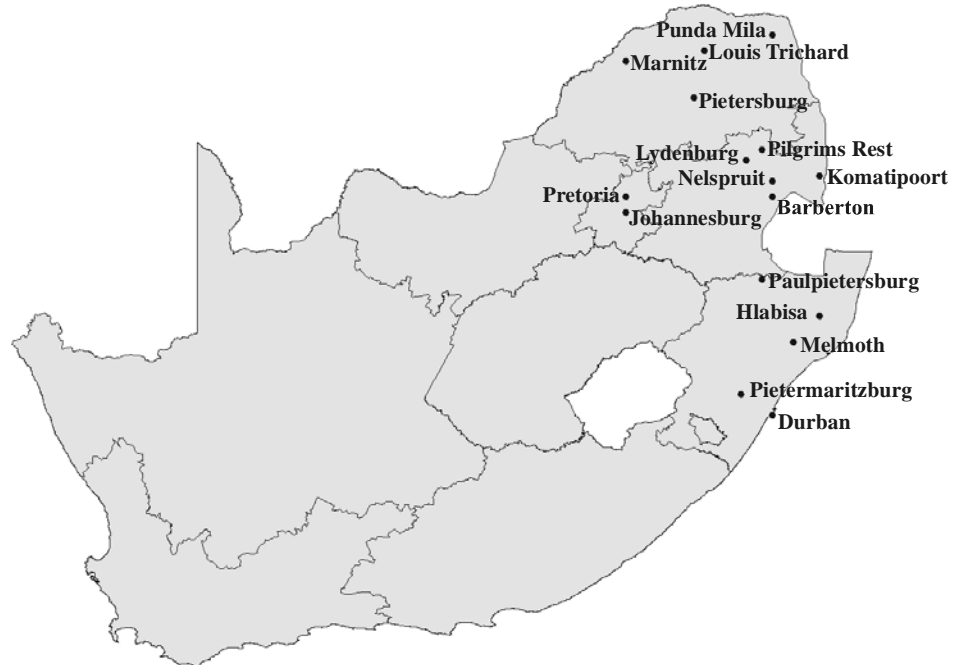 Punda Mila
Louis Trichard
Marnitz
Pietersburg
Pilgrims Rest
Lydenburg
Nelspruit
Komatipoort
Pretoria
Barberton
Johannesburg
Paulpietersburg
Hlabisa
Melmoth
Pietermaritzburg
Durban